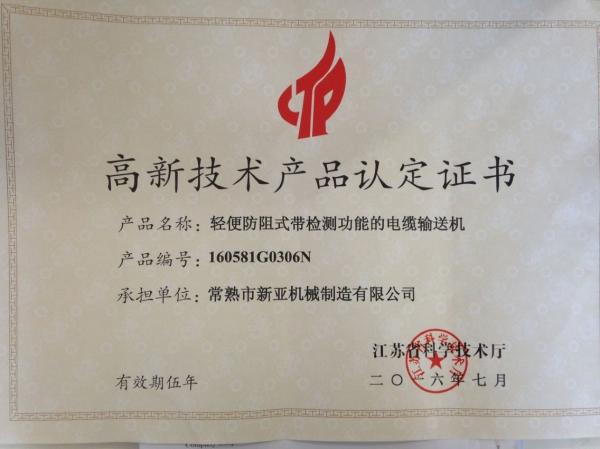 高新技术产品认定证书
产品名称：轻便防阻式带检测功能的电缆输送机
产品编号：160581G0306N
承担单位：常熟市新亚机械制造有限公司
江苏省科学技术厅
有效期伍年
二〇一六年七月